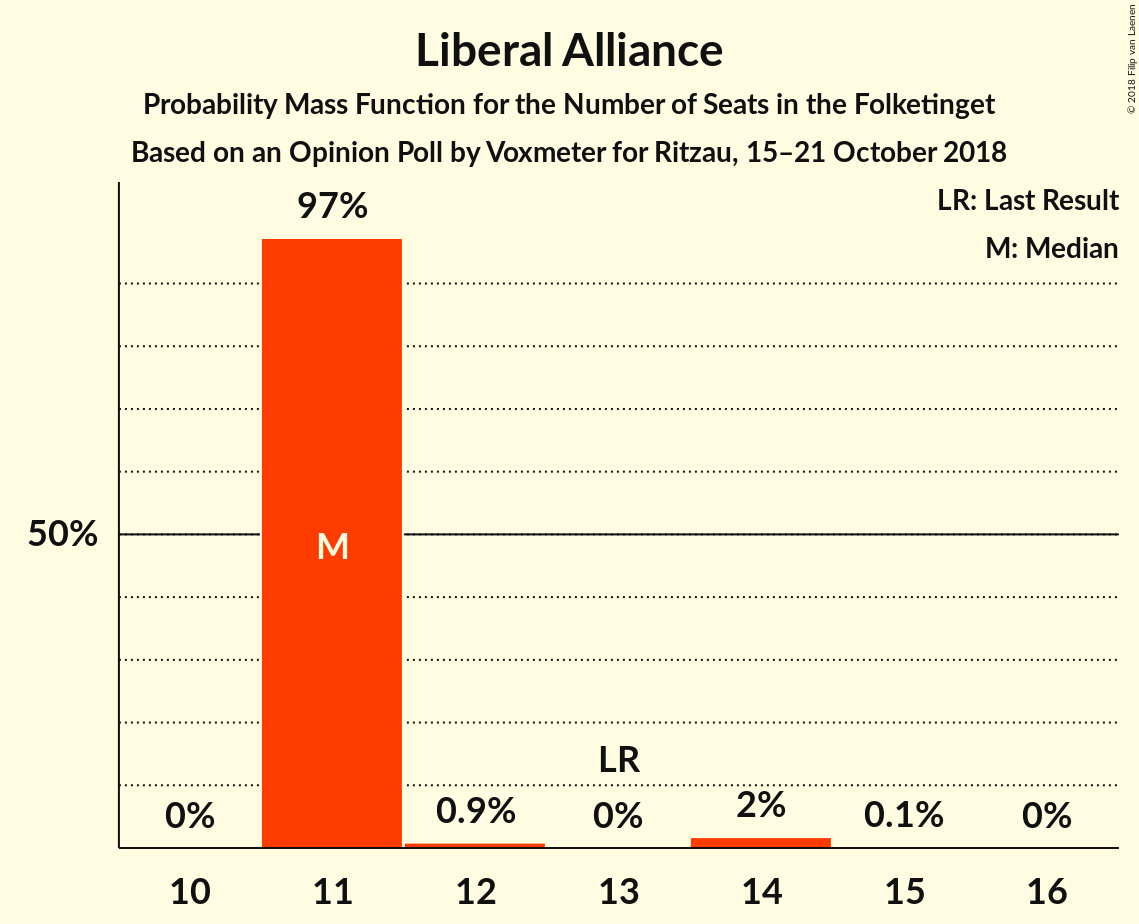 Liberal Alliance
Probability Mass Function for the Number of Seats in the Folketinget
Based on an Opinion Poll by Voxmeter for Ritzau, 15–21 October 2018
© 2018 Filip van Laenen
LR: Last Result
M: Median
97%
50%
M
LR
0%
0.9%
0%
2%
0.1%
0%
10
11
12
13
14
15
16